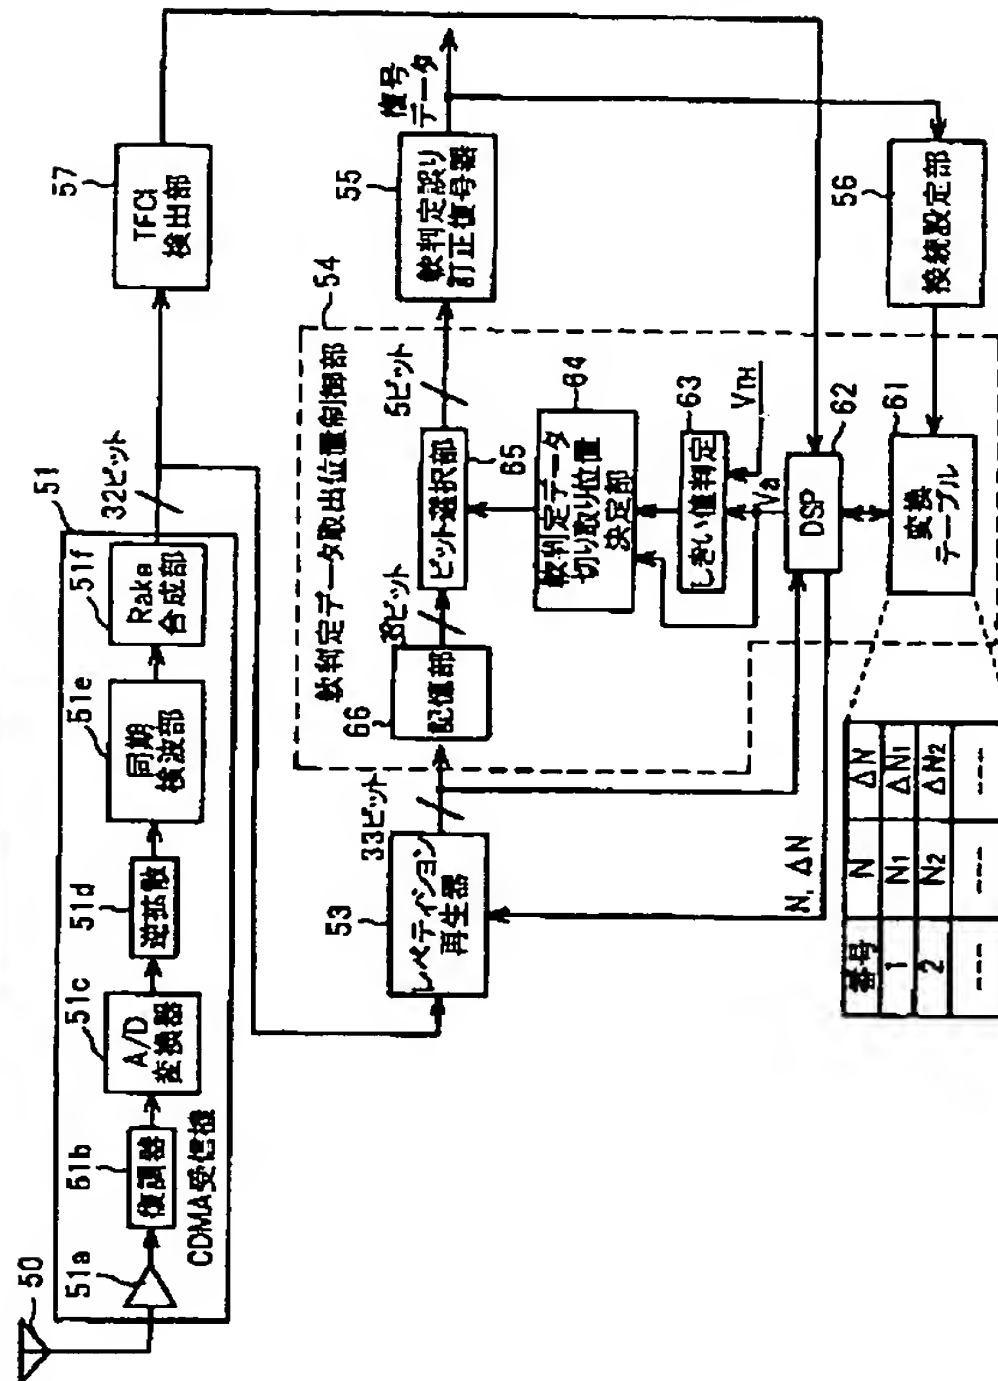 50
51
51a
51b
復調器
51c
A/D
変換器
51d
逆拡散
51e
同期
検波部
51f
Rake
合成部
CDMA受信機
32ビット
57
TFCI
検出部
53
レペティション
再生器
33ビット
軟判定データ取出位置制御部
54
66
記憶部
ビット
ビット選択部
65
5ビット
55
軟判定誤り
訂正復号器
復号
データ
軟判定データ
切り取り位置
決定部
64
しきい値判定
63
VTH
Va
DSP
62
N, ΔN
変換
テーブル
61
56
接続設定部
番号 N ΔN
1 N1 ΔN1
2 N2 ΔN2
--- --- ---